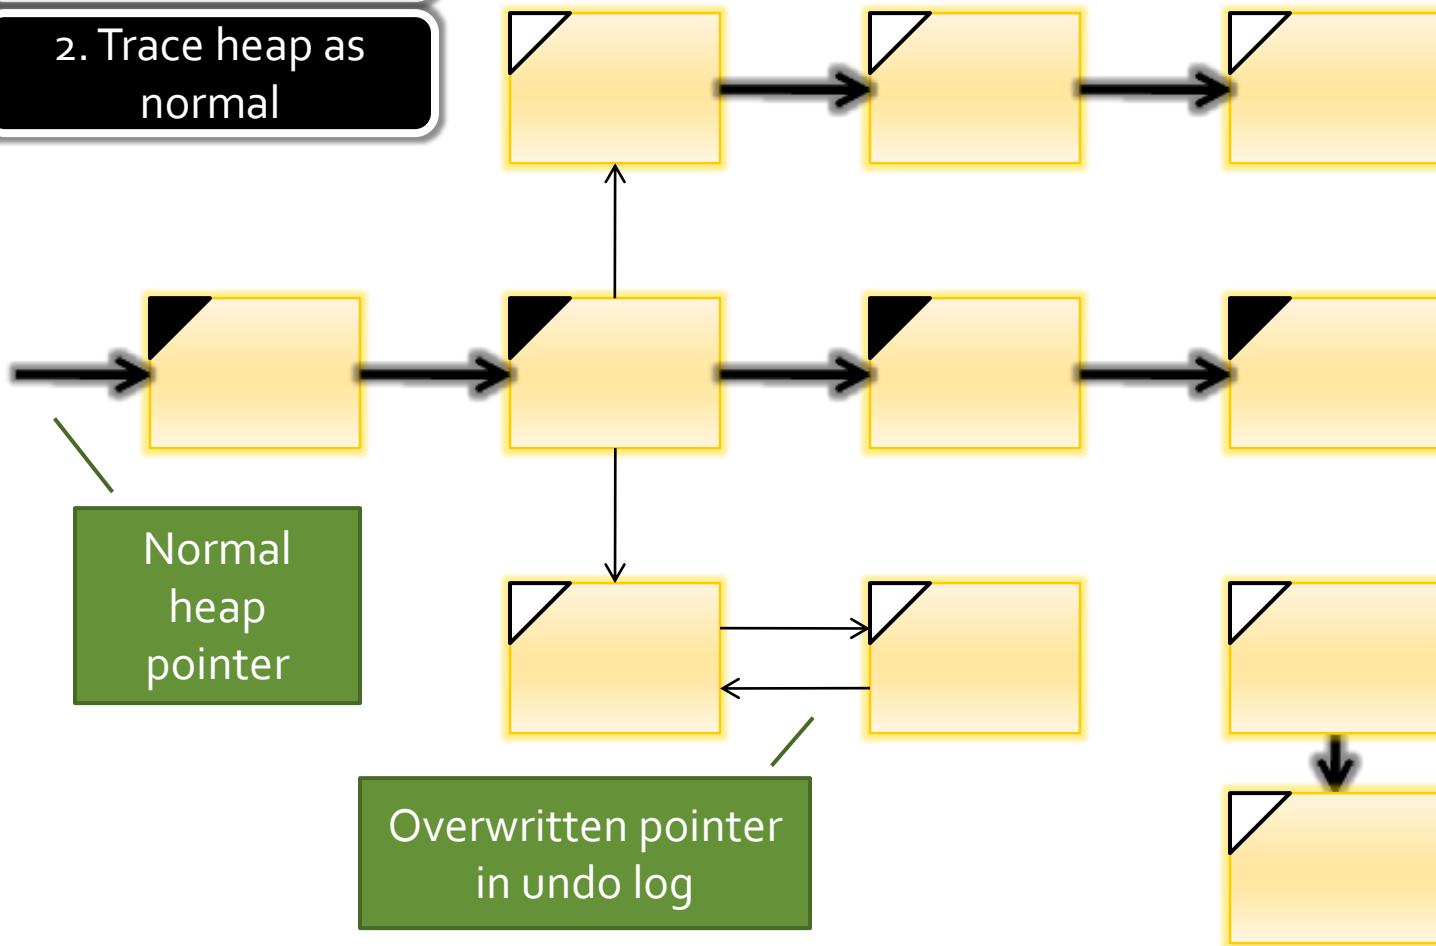 2. Trace heap as
normal
Normal
heap
pointer
Overwritten pointer
in undo log